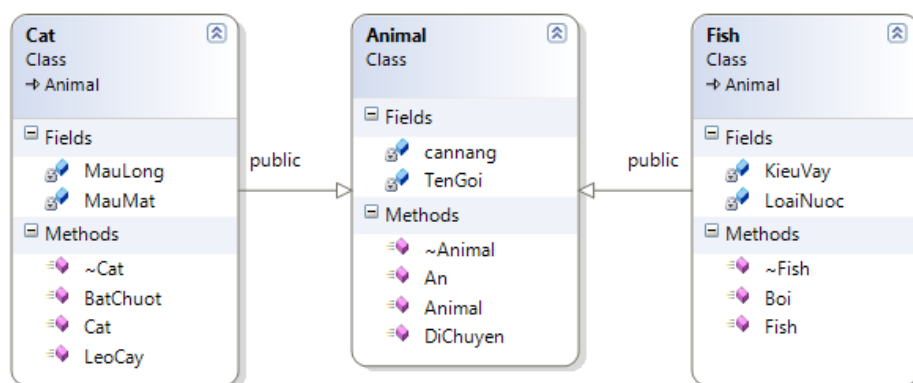 Cat
Class
Animal
Fields
MauLong
MauMat
Methods
~Cat
BatChuot
Cat
LeoCay
public
Animal
Class
Fields
cannang
TenGoi
Methods
~Animal
An
Animal
DiChuyen
public
Fish
Class
Animal
Fields
KieuVay
LoaiNuoc
Methods
~Fish
Boi
Fish